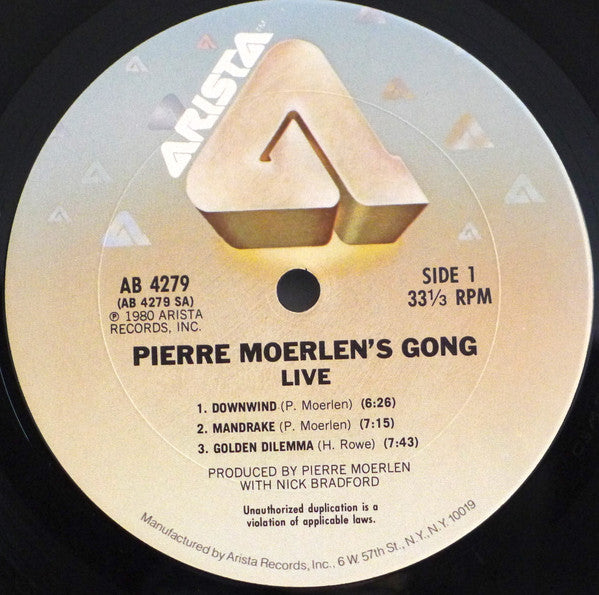 ARISTA™
AB 4279
(AB 4279 SA)
℗ 1980 ARISTA
RECORDS, INC.
SIDE 1
33⅓ RPM
PIERRE MOERLEN'S GONG
LIVE
1. DOWNWIND (P. Moerlen) (6:26)
2. MANDRAKE (P. Moerlen) (7:15)
3. GOLDEN DILEMMA (H. Rowe) (7:43)
PRODUCED BY PIERRE MOERLEN
WITH NICK BRADFORD
Unauthorized duplication is a
violation of applicable laws.
Manufactured by Arista Records, Inc., 6 W. 57th St., N.Y., N.Y. 10019